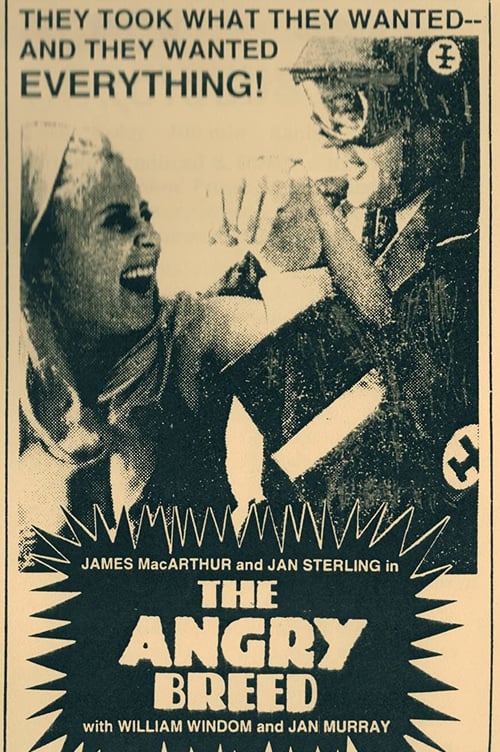 THEY TOOK WHAT THEY WANTED--
AND THEY WANTED
EVERYTHING!
JAMES MacARTHUR and JAN STERLING in
THE
ANGRY
BREED
with WILLIAM WINDOM and JAN MURRAY